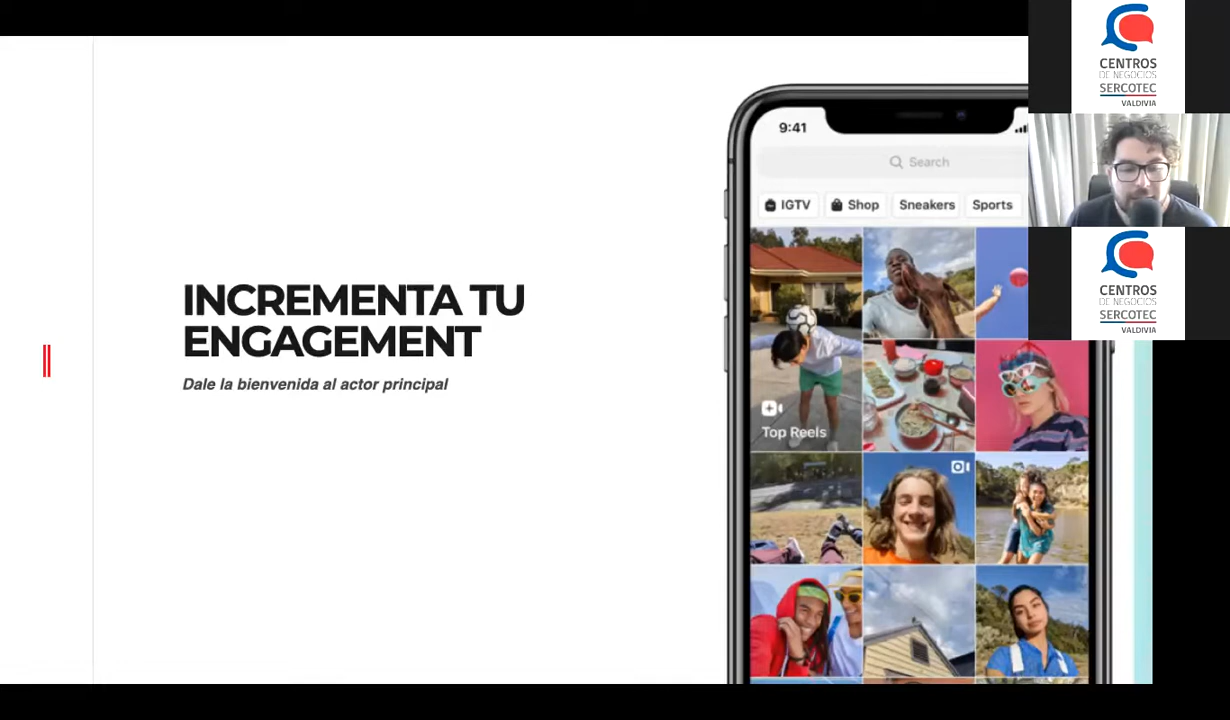 INCREMENTA TU
ENGAGEMENT
Dale la bienvenida al actor principal
9:41
Search
IGTV
Shop
Sneakers
Sports
Top Reels
CENTROS
DE NEGOCIOS
SERCOTEC
VALDIVIA
CENTROS
DE NEGOCIOS
SERCOTEC
VALDIVIA